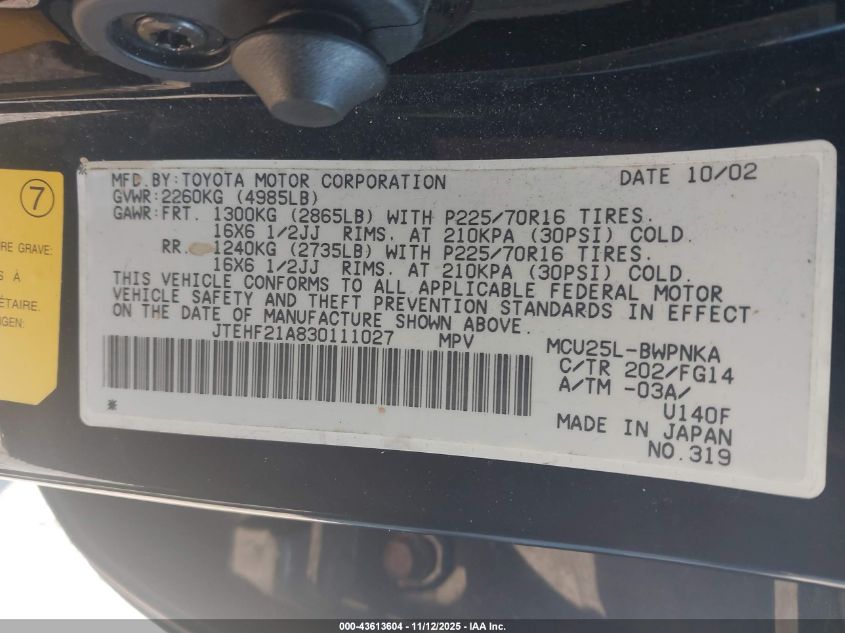 MFD.BY:TOYOTA MOTOR CORPORATION DATE 10/02
GVWR:2260KG (4985LB)
GAWR:FRT. 1300KG (2865LB) WITH P225/70R16 TIRES.
16X6 1/2JJ RIMS. AT 210KPA (30PSI) COLD.
RR. 1240KG (2735LB) WITH P225/70R16 TIRES.
16X6 1/2JJ RIMS. AT 210KPA (30PSI) COLD.
THIS VEHICLE CONFORMS TO ALL APPLICABLE FEDERAL MOTOR
VEHICLE SAFETY AND THEFT PREVENTION STANDARDS IN EFFECT
ON THE DATE OF MANUFACTURE SHOWN ABOVE.
JTEHF21A830111027 MPV MCU25L-BWPNKA
C/TR 202/FG14
A/TM -03A/
U140F
* MADE IN JAPAN
NO.319
7
RE GRAVE:
S À
ÉTAIRE.
NGEN:
000-43613604 - 11/12/2025 - IAA Inc.